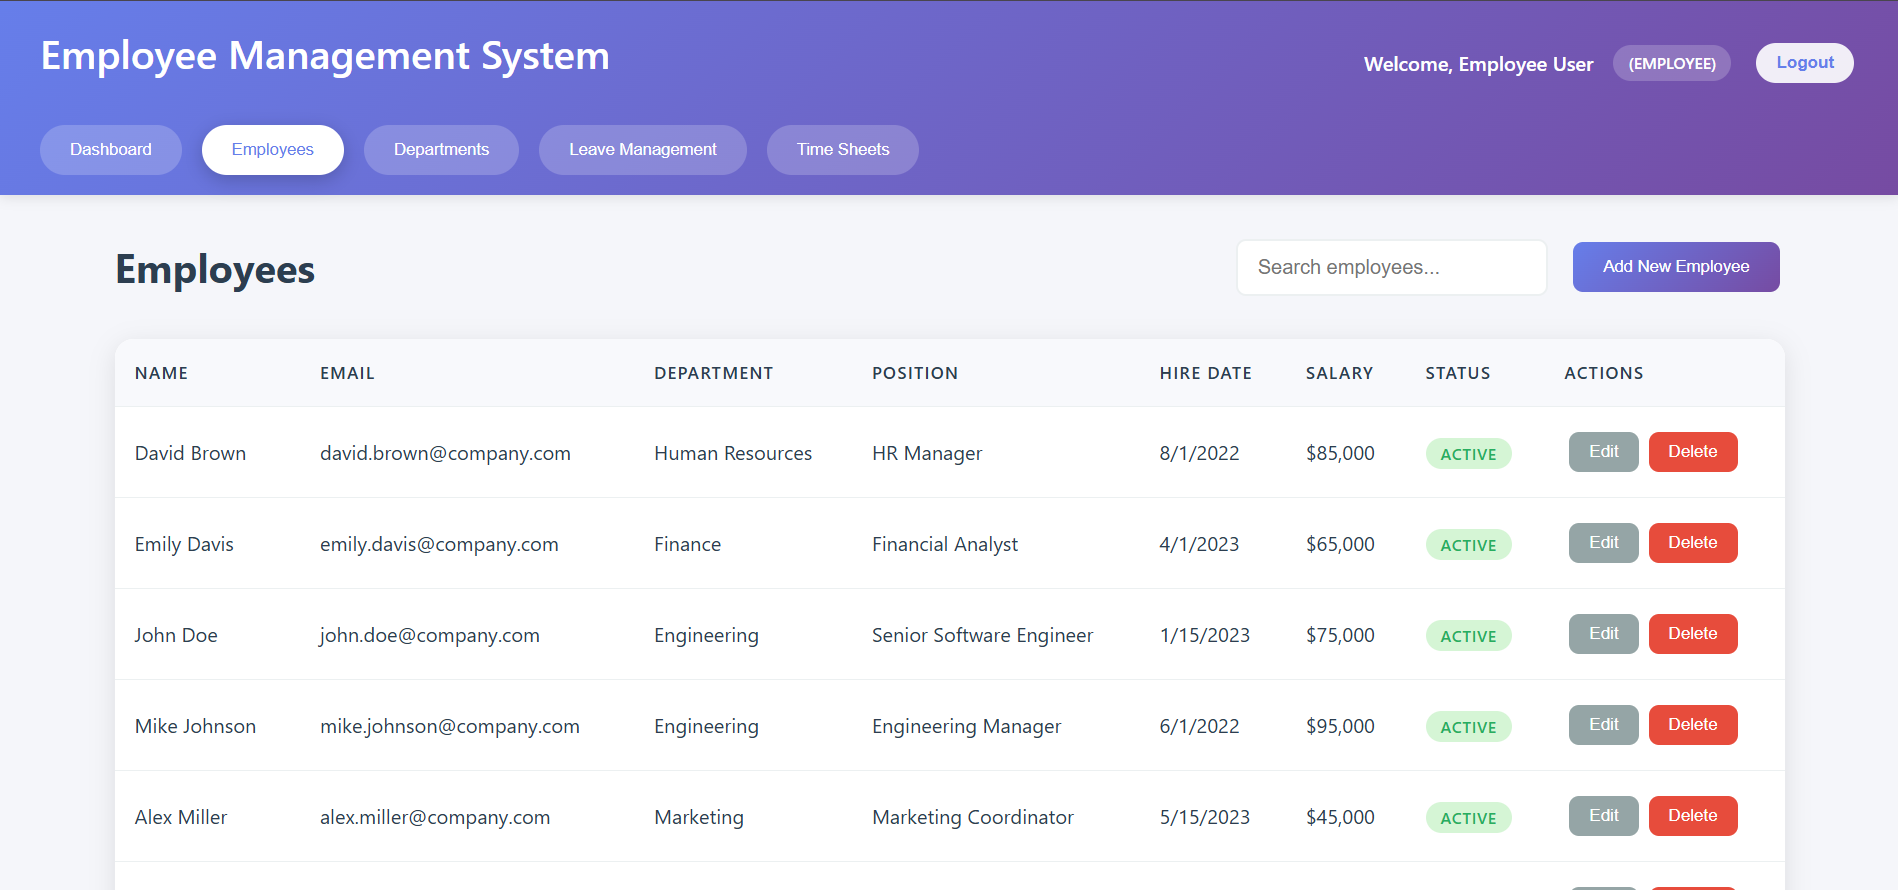 Employee Management System
Welcome, Employee User (EMPLOYEE) Logout
Dashboard Employees Departments Leave Management Time Sheets
Employees
Search employees... Add New Employee
NAME EMAIL DEPARTMENT POSITION HIRE DATE SALARY STATUS ACTIONS
David Brown david.brown@company.com Human Resources HR Manager 8/1/2022 $85,000 ACTIVE Edit Delete
Emily Davis emily.davis@company.com Finance Financial Analyst 4/1/2023 $65,000 ACTIVE Edit Delete
John Doe john.doe@company.com Engineering Senior Software Engineer 1/15/2023 $75,000 ACTIVE Edit Delete
Mike Johnson mike.johnson@company.com Engineering Engineering Manager 6/1/2022 $95,000 ACTIVE Edit Delete
Alex Miller alex.miller@company.com Marketing Marketing Coordinator 5/15/2023 $45,000 ACTIVE Edit Delete